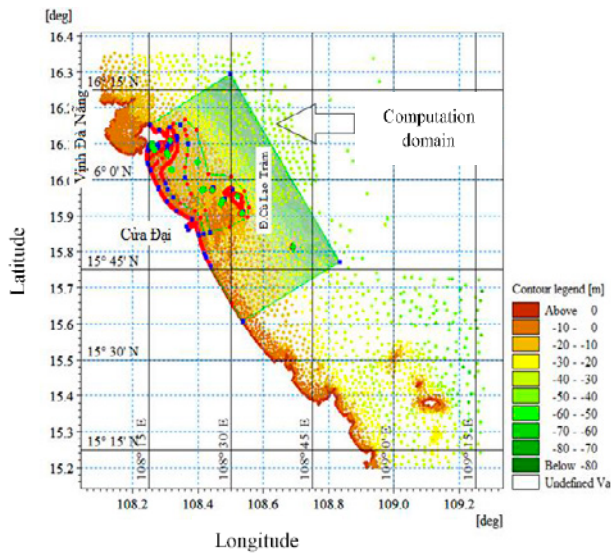 [deg]
16.4
16.3
16° 15' N
16.2
16.1
6° 0' N
16.0
15.9
15.8
15° 45' N
15.7
15.6
15° 30' N
15.5
15.4
15.3
15° 15' N
15.2
Latitude
Vịnh Đà Nẵng
Cửa Đại
Đ.Cù Lao Tràm
Computation
domain
Contour legend [m]
Above 0
-10 - 0
-20 - -10
-30 - -20
-40 - -30
-50 - -40
-60 - -50
-70 - -60
-80 - -70
Below -80
Undefined Va
108° 15' E
108° 30' E
108° 45' E
109° 0' E
109° 15' E
108.2
108.4
108.6
108.8
109.0
109.2
[deg]
Longitude